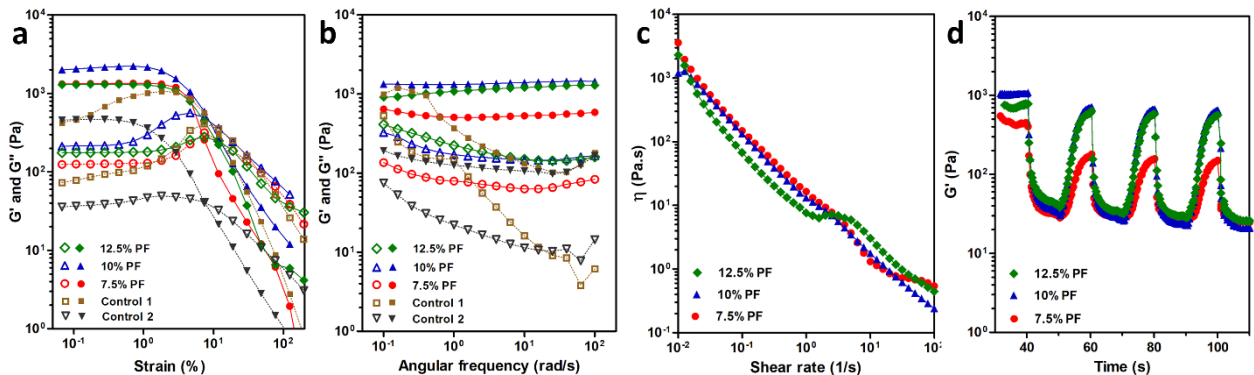 a
G' and G'' (Pa)
10⁴
10³
10²
10¹
10⁰
12.5% PF
10% PF
7.5% PF
Control 1
Control 2
10⁻¹
10⁰
10¹
10²
Strain (%)
b
G' and G'' (Pa)
10⁴
10³
10²
10¹
10⁰
12.5% PF
10% PF
7.5% PF
Control 1
Control 2
10⁻¹
10⁰
10¹
10²
Angular frequency (rad/s)
c
η (Pa.s)
10⁴
10³
10²
10¹
10⁰
10⁻¹
12.5% PF
10% PF
7.5% PF
10⁻²
10⁻¹
10⁰
10¹
Shear rate (1/s)
d
G' (Pa)
10⁴
10³
10²
10¹
10⁰
12.5% PF
10% PF
7.5% PF
40
60
80
100
Time (s)